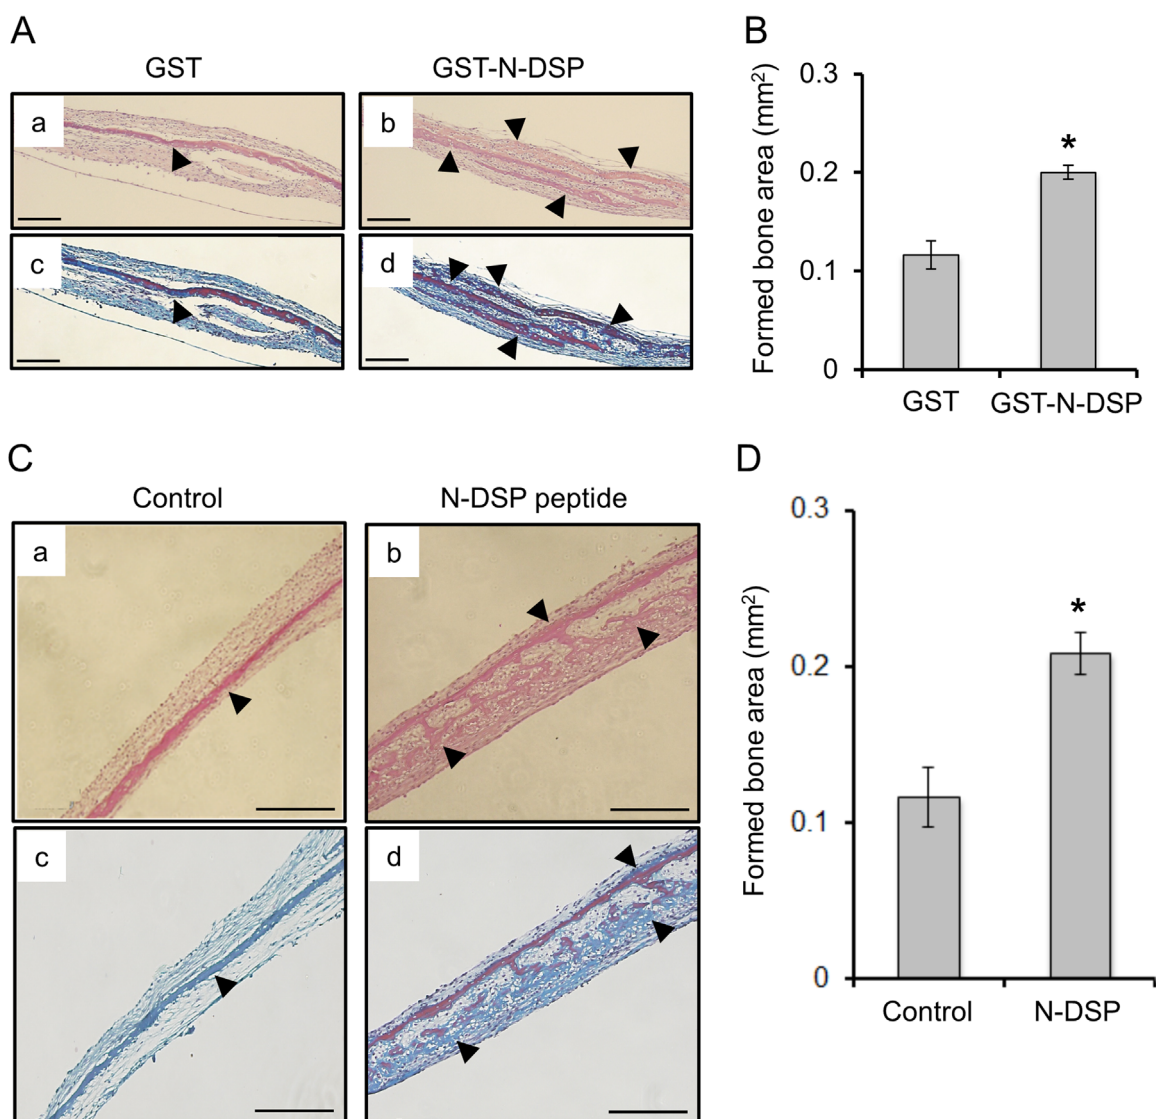 A
GST
GST-N-DSP
a
b
c
d
B
Formed bone area (mm²)
0.3
0.2
0.1
0
*
GST
GST-N-DSP
C
Control
N-DSP peptide
a
b
c
d
D
Formed bone area (mm²)
0.3
0.2
0.1
0
*
Control
N-DSP